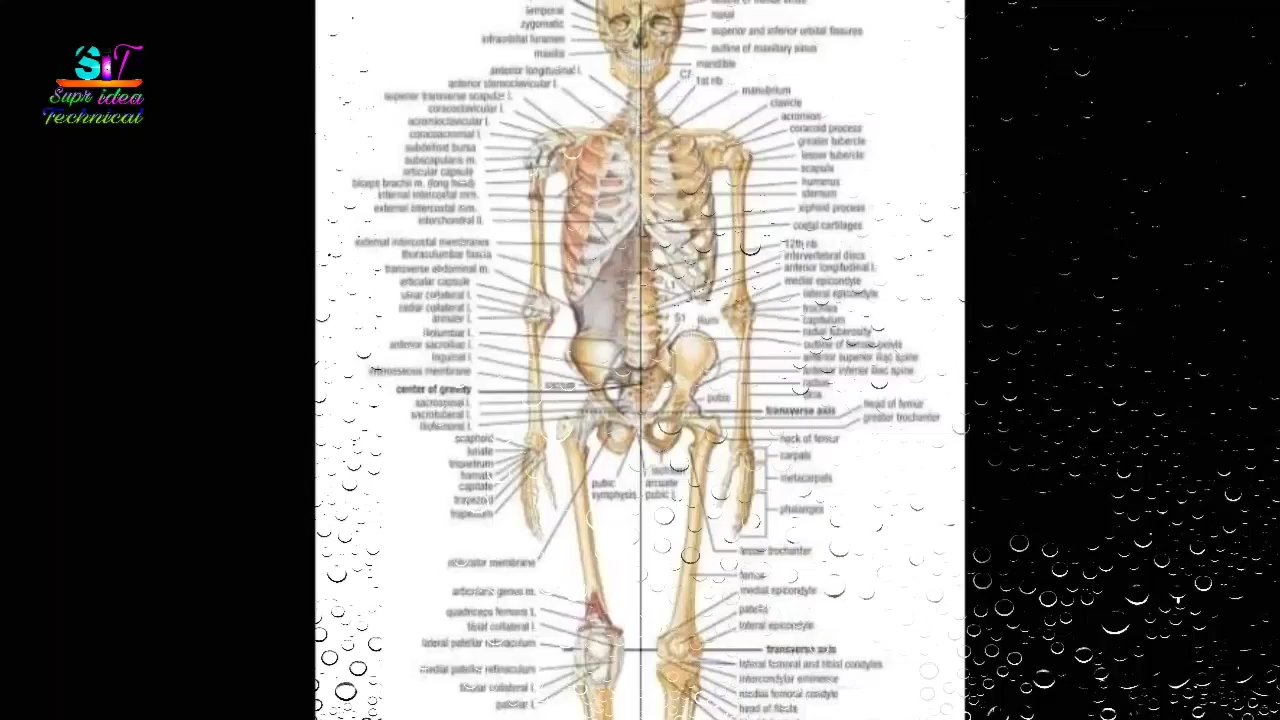 SiT
Supr idea
Technical
temporal
zygomatic
infraorbital foramen
maxilla
anterior longitudinal l.
anterior sternoclavicular l.
superior transverse scapular l.
coracoclavicular l.
acromioclavicular l.
coracoacromial l.
subdeltoid bursa
subscapularis m.
articular capsule
biceps brachii m. (long head)
internal intercostal mm.
external intercostal mm.
interchondral ll.
external intercostal membranes
thoracolumbar fascia
transverse abdominal m.
articular capsule
ulnar collateral l.
radial collateral l.
annular l.
iliolumbar l.
anterior sacroiliac l.
inguinal l.
interosseous membrane
center of gravity
sacrospinal l.
sacrotuberal l.
iliofemoral l.
scaphoid
lunate
triquetrum
hamate
capitate
trapezoid
trapezium
obturator membrane
articularis genus m.
quadriceps femoris t.
tibial collateral l.
lateral patellar retinaculum
medial patellar retinaculum
fibular collateral l.
patellar l.
sacrum
pubic
symphysis
arcuate
pubic l.
nasal
superior and inferior orbital fissures
outline of maxillary sinus
mandible
C7
1st rib
manubrium
clavicle
acromion
coracoid process
greater tubercle
lesser tubercle
scapula
humerus
sternum
xiphoid process
costal cartilages
12th rib
intervertebral discs
anterior longitudinal l.
medial epicondyle
lateral epicondyle
trochlea
capitulum
radial tuberosity
outline of female pelvis
anterior superior iliac spine
anterior inferior iliac spine
radius
ulna
S1
ilium
pubis
transverse axis
head of femur
greater trochanter
neck of femur
carpals
metacarpals
phalanges
lesser trochanter
femur
medial epicondyle
patella
lateral epicondyle
transverse axis
lateral femoral and tibial condyles
intercondylar eminence
medial femoral condyle
head of fibula